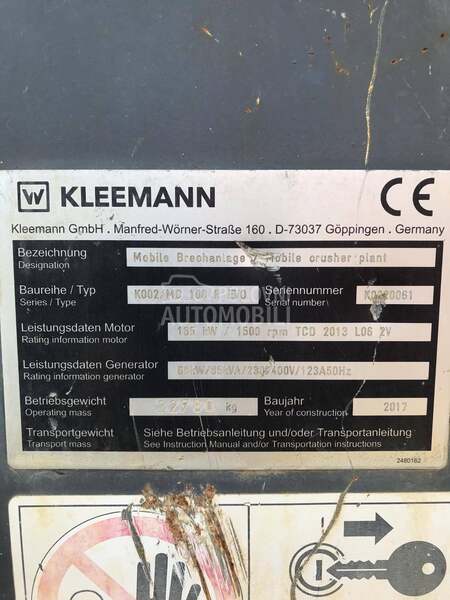 KLEEMANN CE
Kleemann GmbH . Manfred-Wörner-Straße 160 . D-73037 Göppingen . Germany
Bezeichnung
Designation
Mobile Brechanlage / Mobile crusher plant
Baureihe / Typ
Series / Type
Seriennummer
Serial number
AUTOMOBILI
Leistungsdaten Motor
Rating information motor
165 kW / 1500 rpm TCD 2013 L06 2V
Leistungsdaten Generator
Rating information generator
Betriebsgewicht
Operating mass
kg
Baujahr
Year of construction
2017
Transportgewicht
Transport mass
Siehe Betriebsanleitung und/oder Transportanleitung
See Instruction Manual and/or Transportation instructions
2480162